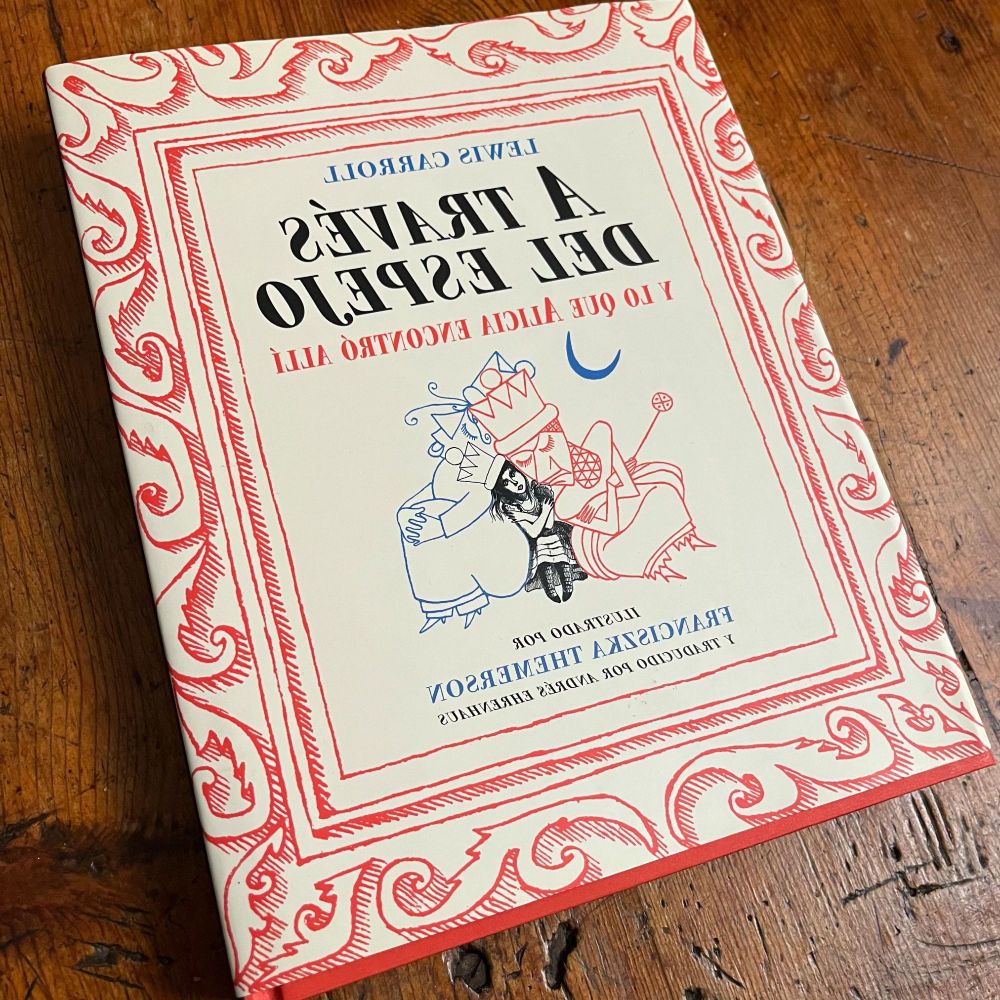 LEWIS CARROLL
A TRAVÉS
DEL ESPEJO
Y LO QUE ALICIA ENCONTRÓ ALLÍ
ILUSTRADO POR
FRANCISZKA THEMERSON
Y TRADUCIDO POR ANDRÉS EHRENHAUS